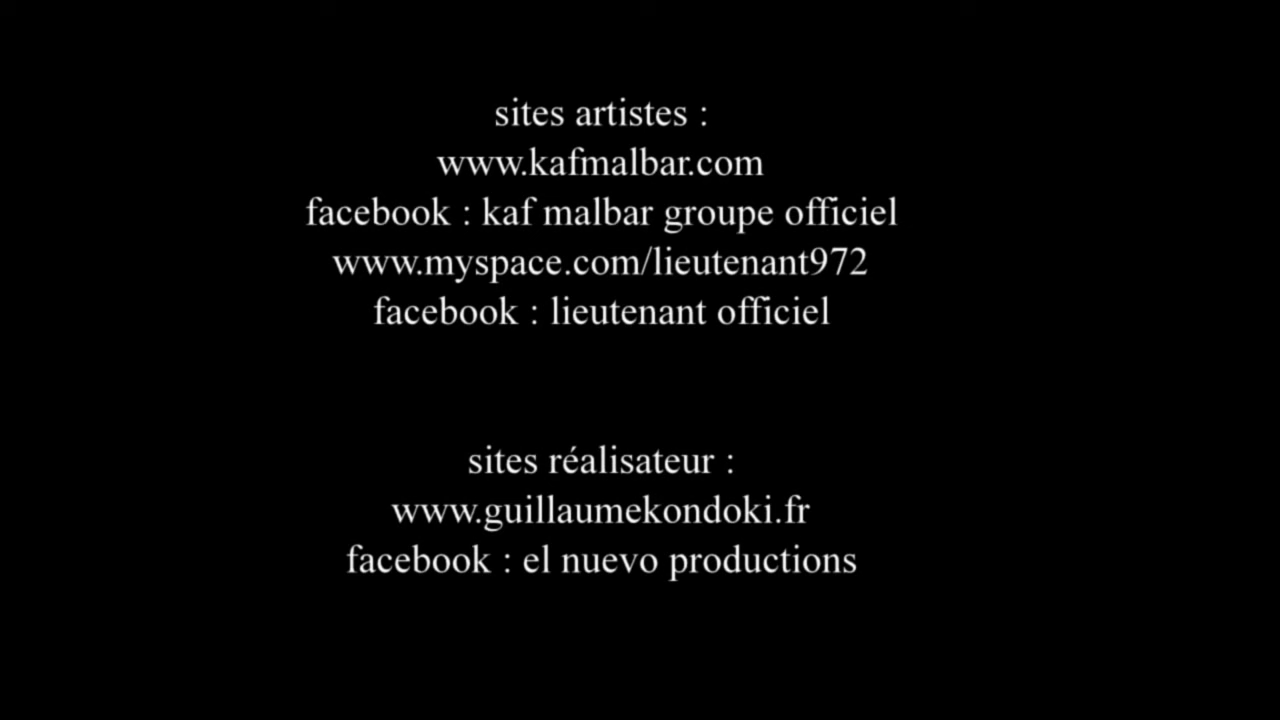 sites artistes :
www.kafmalbar.com
facebook : kaf malbar groupe officiel
www.myspace.com/lieutenant972
facebook : lieutenant officiel
sites réalisateur :
www.guillaumekondoki.fr
facebook : el nuevo productions